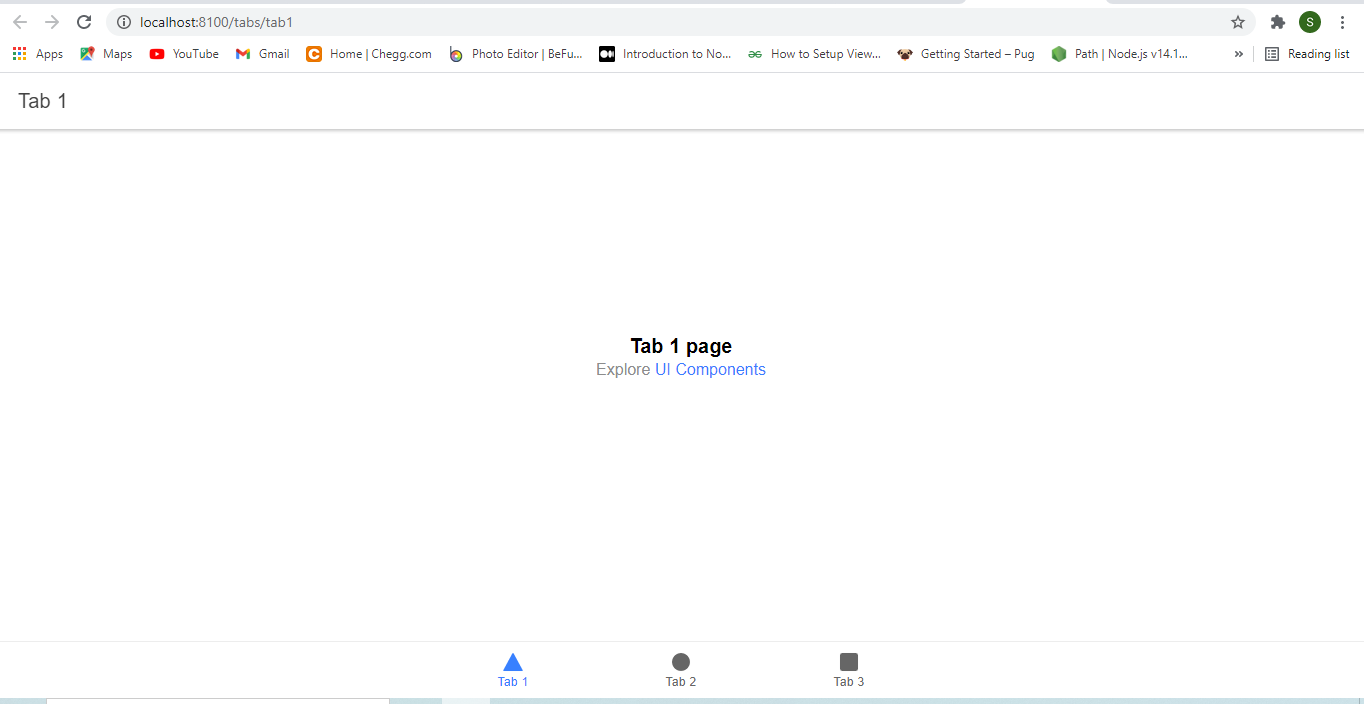 localhost:8100/tabs/tab1
S
Apps Maps YouTube Gmail Home | Chegg.com Photo Editor | BeFu... Introduction to No... How to Setup View... Getting Started – Pug Path | Node.js v14.1... » Reading list
Tab 1
Tab 1 page
Explore UI Components
Tab 1 Tab 2 Tab 3